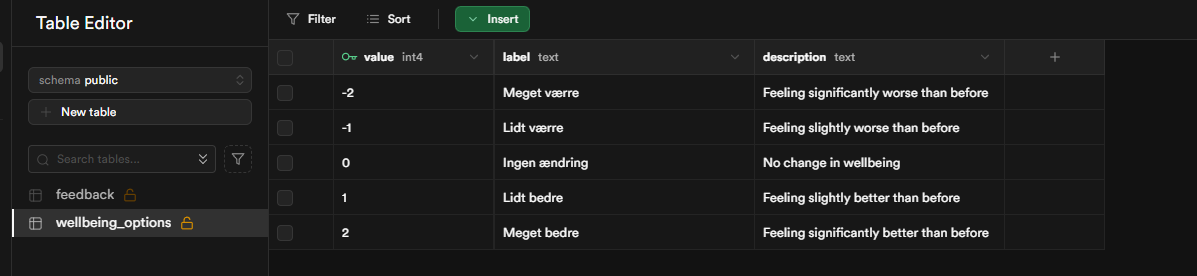 Table Editor
Filter Sort Insert
schema public
New table
Search tables...
feedback
wellbeing_options
value int4 label text description text
-2 Meget værre Feeling significantly worse than before
-1 Lidt værre Feeling slightly worse than before
0 Ingen ændring No change in wellbeing
1 Lidt bedre Feeling slightly better than before
2 Meget bedre Feeling significantly better than before